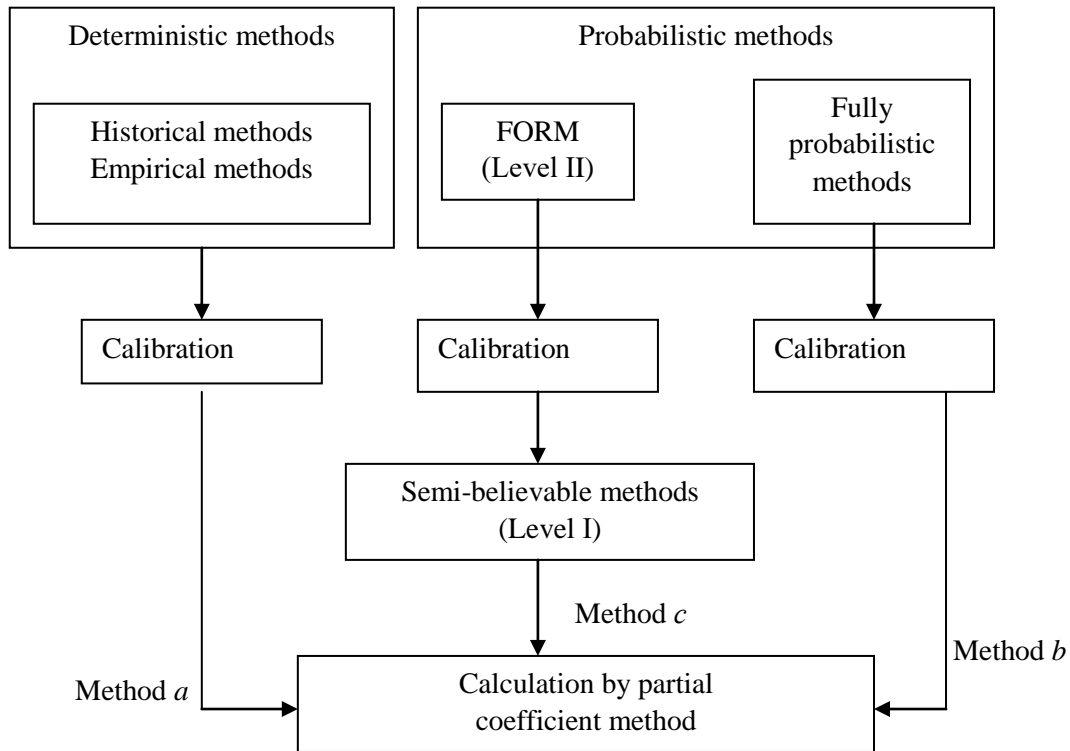 Deterministic methods
Probabilistic methods
Historical methods
Empirical methods
FORM
(Level II)
Fully
probabilistic
methods
Calibration
Calibration
Calibration
Semi-believable methods
(Level I)
Method c
Method b
Method a
Calculation by partial
coefficient method